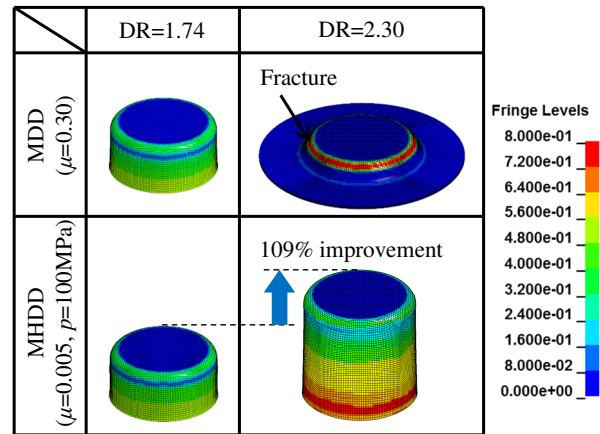 DR=1.74
DR=2.30
MDD
(μ=0.30)
Fracture
MHDD
(μ=0.005, p=100MPa)
109% improvement
Fringe Levels
8.000e-01
7.200e-01
6.400e-01
5.600e-01
4.800e-01
4.000e-01
3.200e-01
2.400e-01
1.600e-01
8.000e-02
0.000e+00